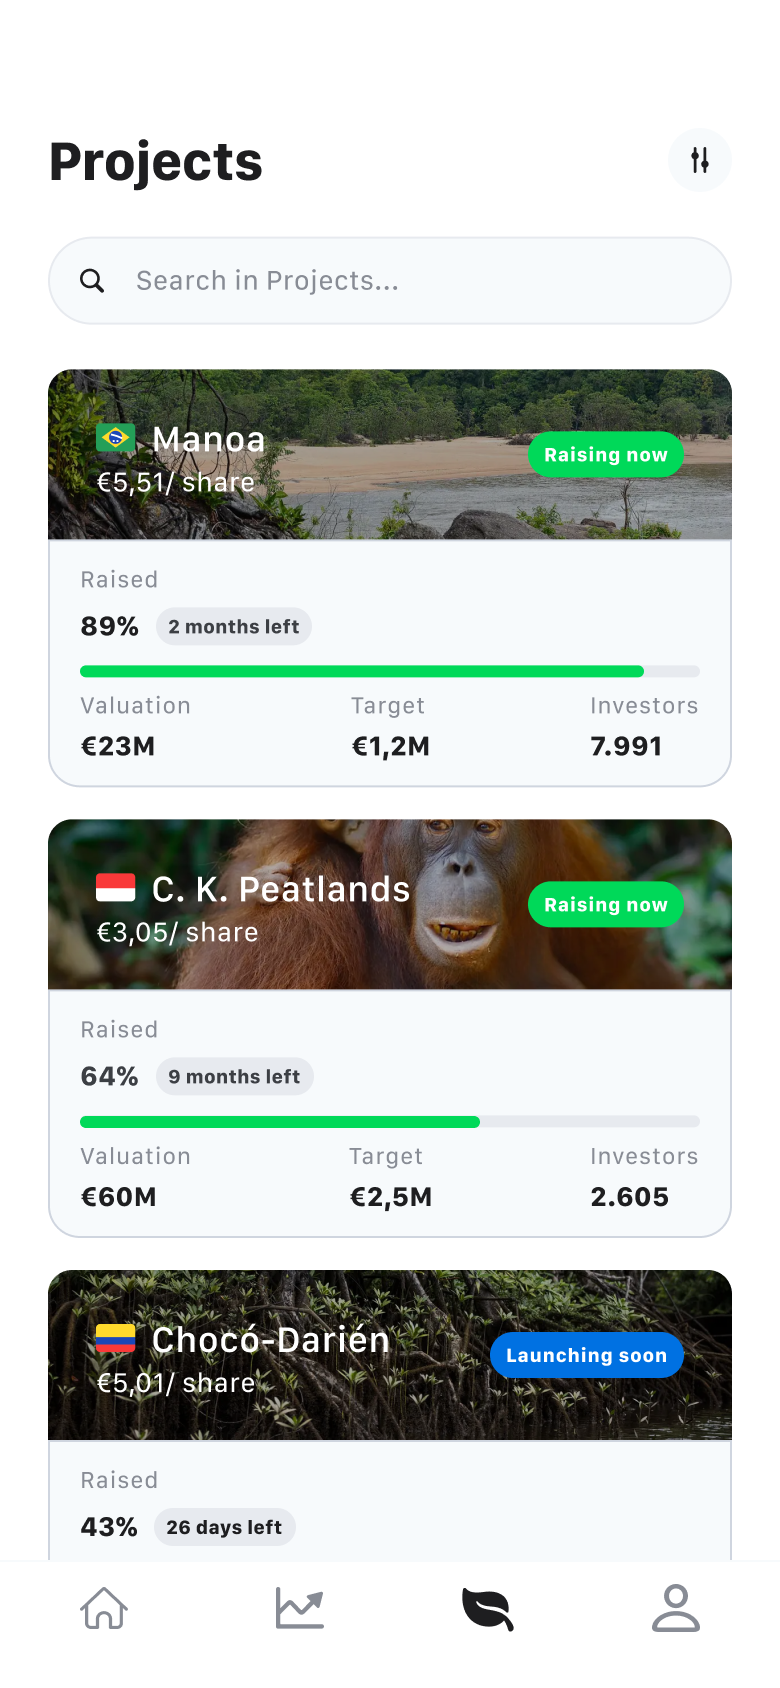 Projects
Search in Projects...
Manoa
€5,51/ share
Raising now
Raised
89%
2 months left
Valuation
Target
Investors
€23M
€1,2M
7.991
C. K. Peatlands
€3,05/ share
Raising now
Raised
64%
9 months left
Valuation
Target
Investors
€60M
€2,5M
2.605
Chocó-Darién
€5,01/ share
Launching soon
Raised
43%
26 days left